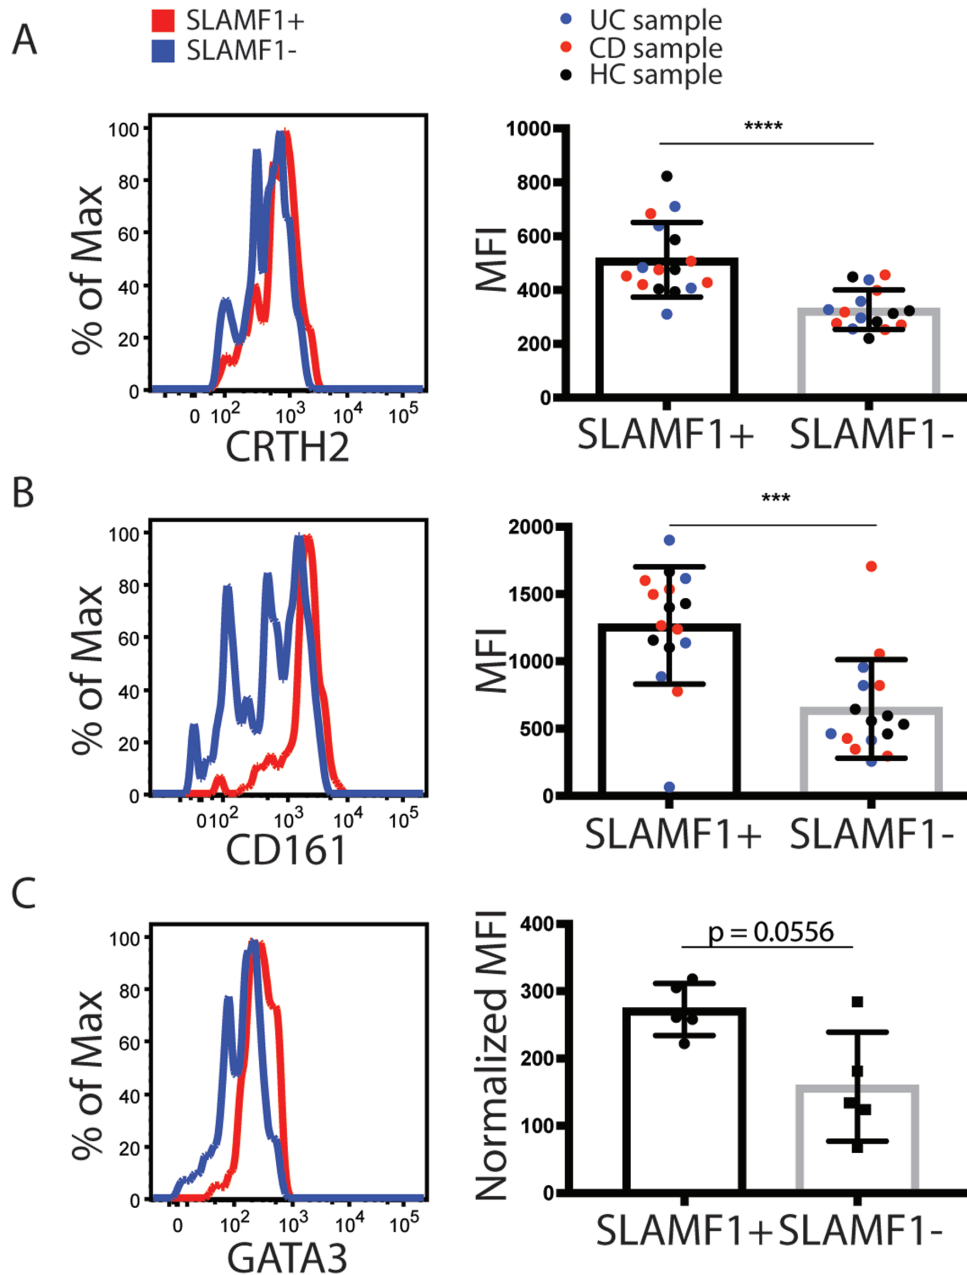 A
SLAMF1+
SLAMF1-
UC sample
CD sample
HC sample
% of Max
100
80
60
40
20
0
0 10² 10³ 10⁴ 10⁵
CRTH2
MFI
1000
800
600
400
200
0
****
SLAMF1+ SLAMF1-
B
% of Max
100
80
60
40
20
0
010² 10³ 10⁴ 10⁵
CD161
MFI
2000
1500
1000
500
0
***
SLAMF1+ SLAMF1-
C
% of Max
100
80
60
40
20
0
0 10² 10³ 10⁴ 10⁵
GATA3
Normalized MFI
400
300
200
100
0
p = 0.0556
SLAMF1+ SLAMF1-